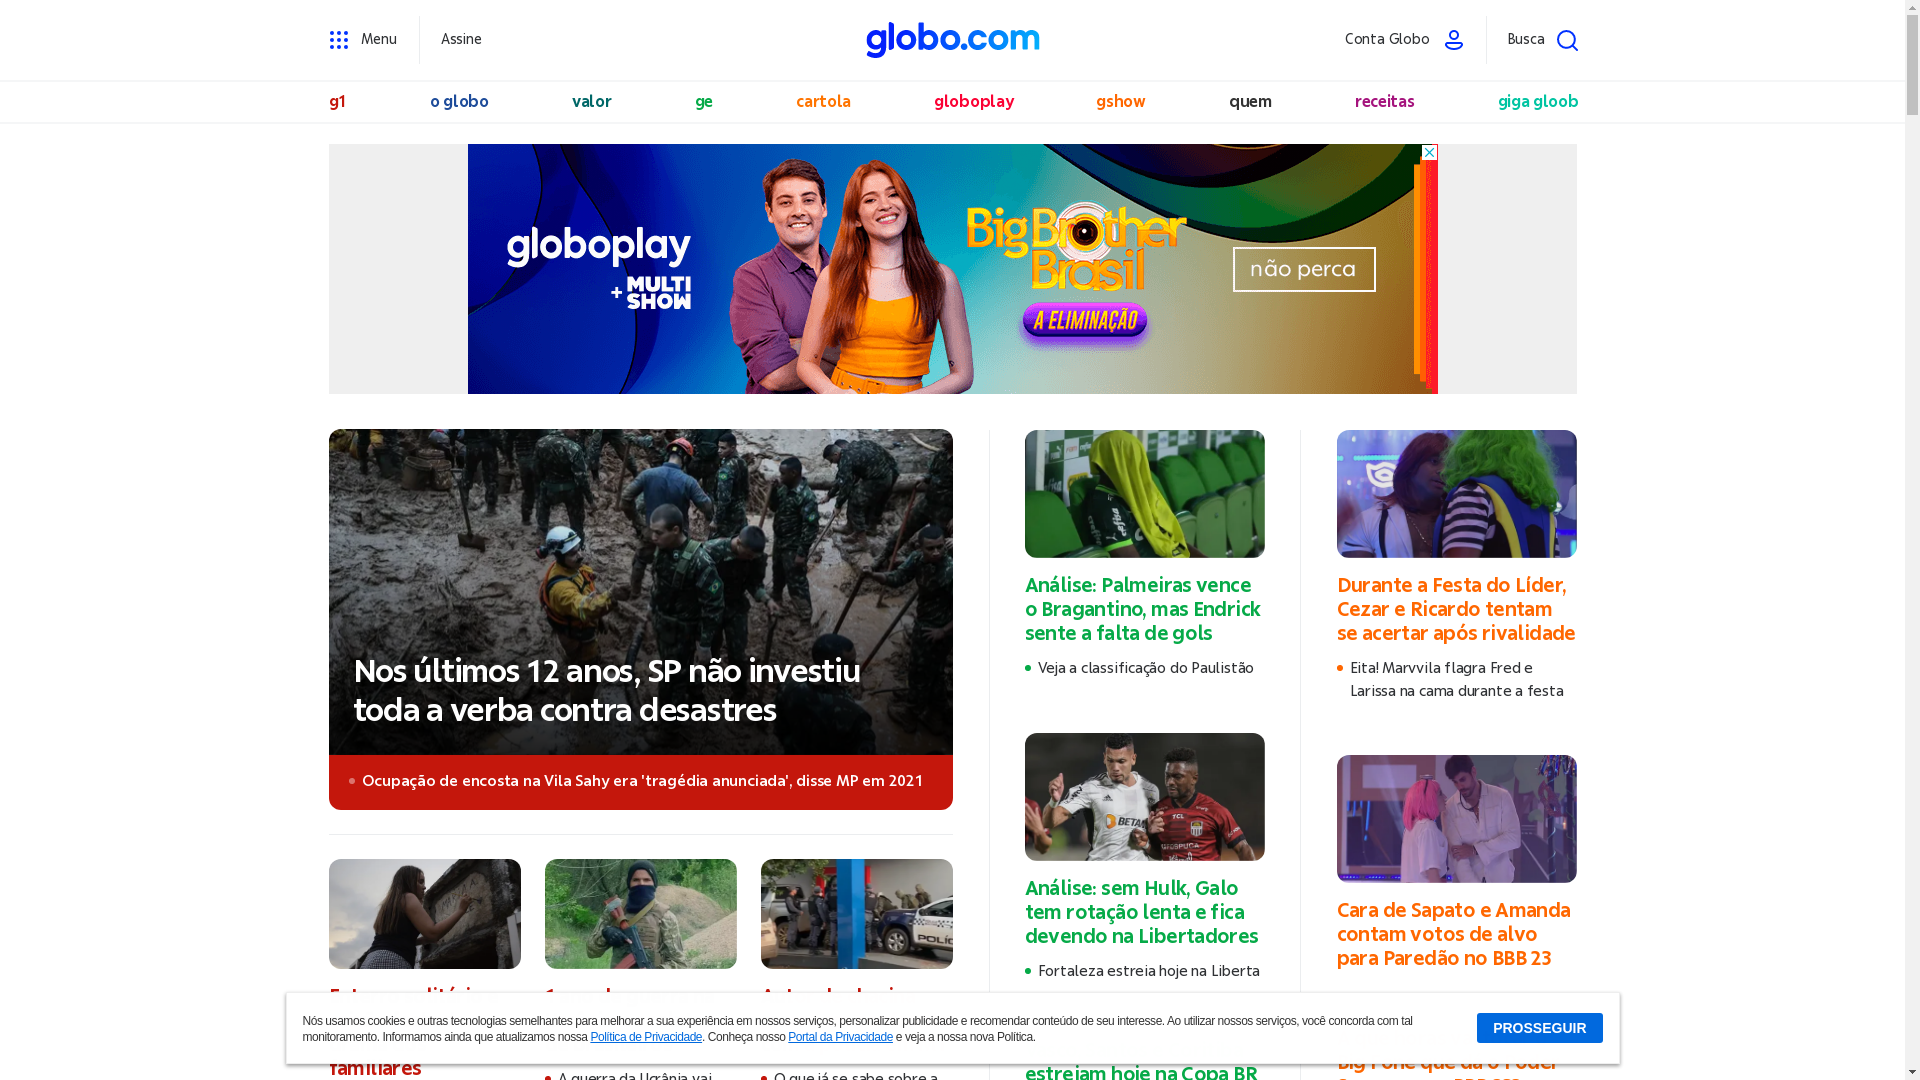 Menu
Assine
globo.com
Conta Globo
Busca
g1
o globo
valor
ge
cartola
globoplay
gshow
quem
receitas
giga gloob
globoplay
+ MULTI
SHOW
Big Brother
Brasil
A ELIMINAÇÃO
não perca
Nos últimos 12 anos, SP não investiu
toda a verba contra desastres
Ocupação de encosta na Vila Sahy era 'tragédia anunciada', disse MP em 2021
Análise: Palmeiras vence
o Bragantino, mas Endrick
sente a falta de gols
Veja a classificação do Paulistão
Durante a Festa do Líder,
Cezar e Ricardo tentam
se acertar após rivalidade
Eita! Marvvila flagra Fred e
Larissa na cama durante a festa
BETANO
TCL
Análise: sem Hulk, Galo
tem rotação lenta e fica
devendo na Libertadores
Fortaleza estreia hoje na Liberta
Cara de Sapato e Amanda
contam votos de alvo
para Paredão no BBB 23
Nós usamos cookies e outras tecnologias semelhantes para melhorar a sua experiência em nossos serviços, personalizar publicidade e recomendar conteúdo de seu interesse. Ao utilizar nossos serviços, você concorda com tal
monitoramento. Informamos ainda que atualizamos nossa Política de Privacidade. Conheça nosso Portal da Privacidade e veja a nossa nova Política.
PROSSEGUIR
familiares
A guerra da Ucrânia vai
O que já se sabe sobre a
estreiam hoje na Copa BR
Big Fone que dá o Poder